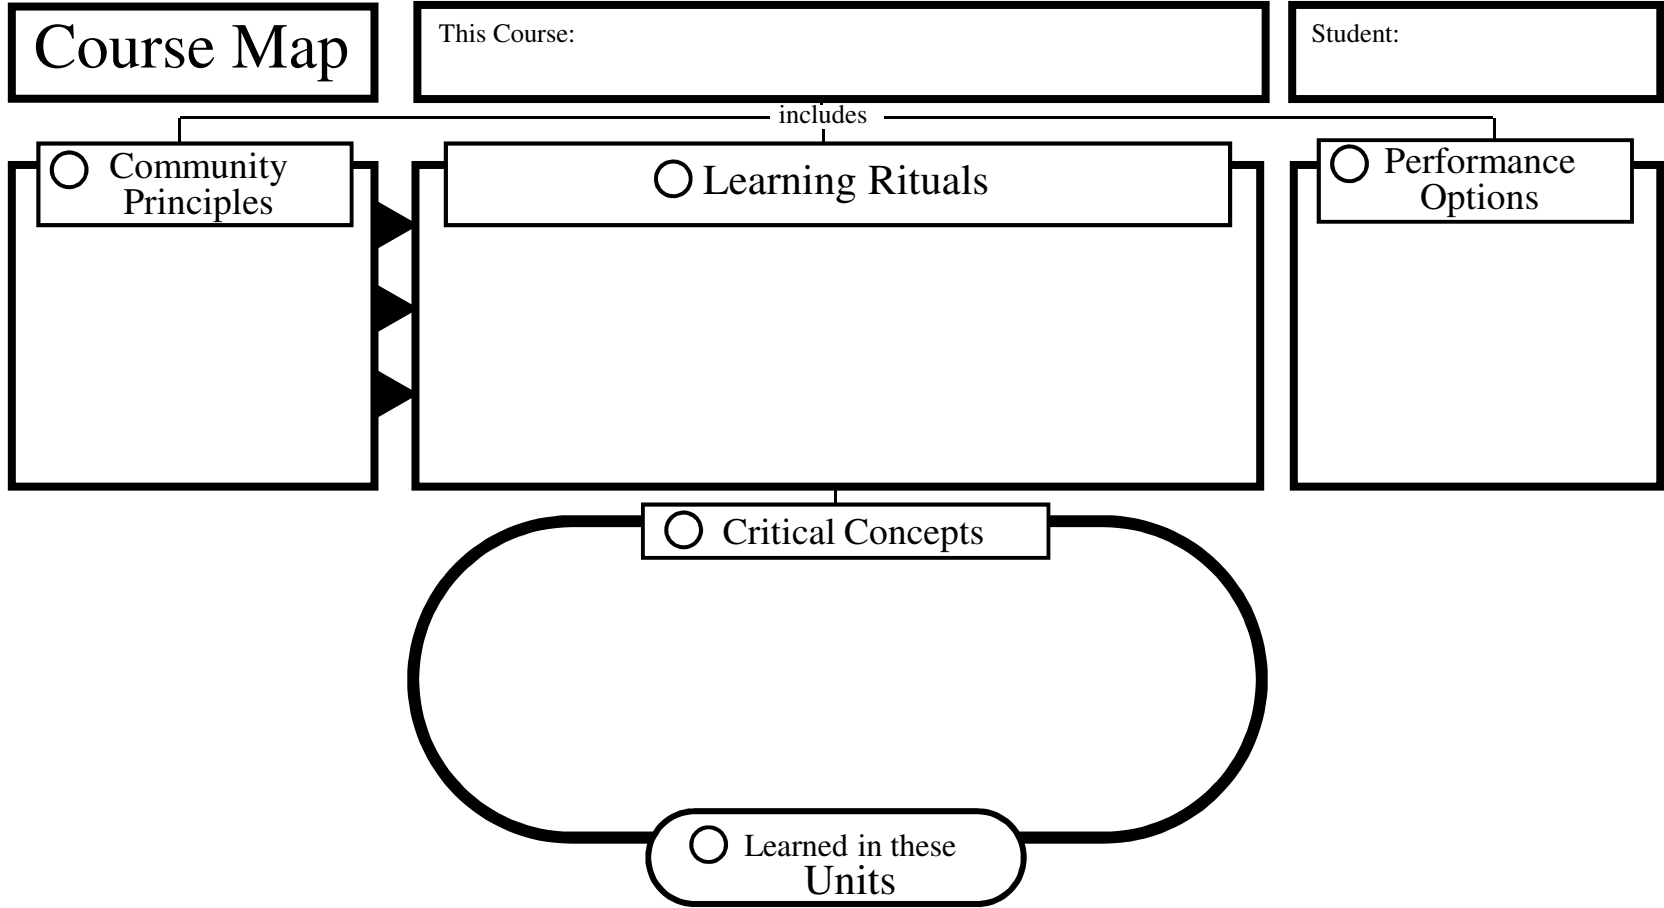 Course Map
This Course:
Student:
includes
Community
Principles
Learning Rituals
Performance
Options
Critical Concepts
Learned in these
Units